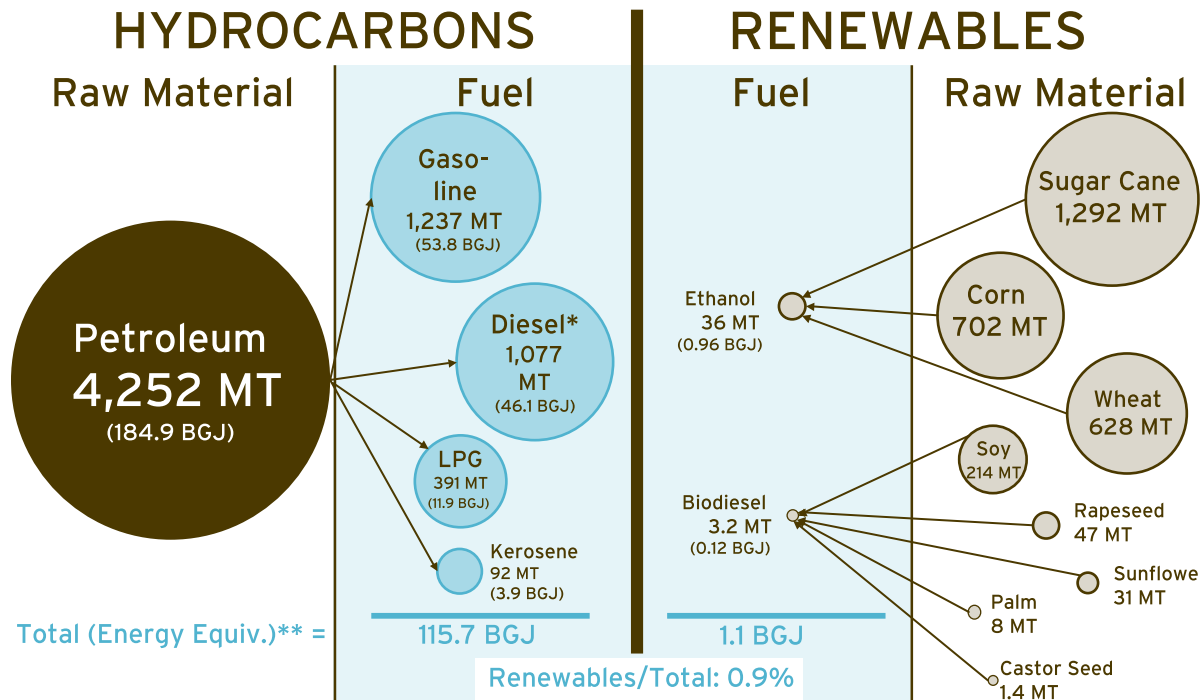 HYDROCARBONS
RENEWABLES
Raw Material
Fuel
Fuel
Raw Material
Petroleum
4,252 MT
(184.9 BGJ)
Gaso-
line
1,237 MT
(53.8 BGJ)
Diesel*
1,077
MT
(46.1 BGJ)
LPG
391 MT
(11.9 BGJ)
Kerosene
92 MT
(3.9 BGJ)
Ethanol
36 MT
(0.96 BGJ)
Biodiesel
3.2 MT
(0.12 BGJ)
Sugar Cane
1,292 MT
Corn
702 MT
Wheat
628 MT
Soy
214 MT
Rapeseed
47 MT
Sunflowe
31 MT
Palm
8 MT
Castor Seed
1.4 MT
Total (Energy Equiv.)** =
115.7 BGJ
1.1 BGJ
Renewables/Total: 0.9%